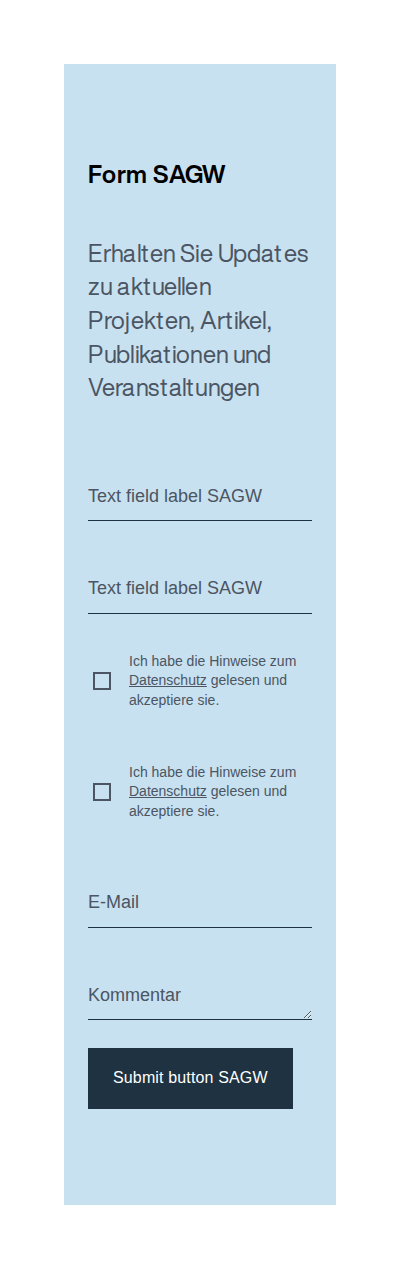 Form SAGW
Erhalten Sie Updates
zu aktuellen
Projekten, Artikel,
Publikationen und
Veranstaltungen
Text field label SAGW
Text field label SAGW
Ich habe die Hinweise zum
Datenschutz gelesen und
akzeptiere sie.
Ich habe die Hinweise zum
Datenschutz gelesen und
akzeptiere sie.
E-Mail
Kommentar
Submit button SAGW